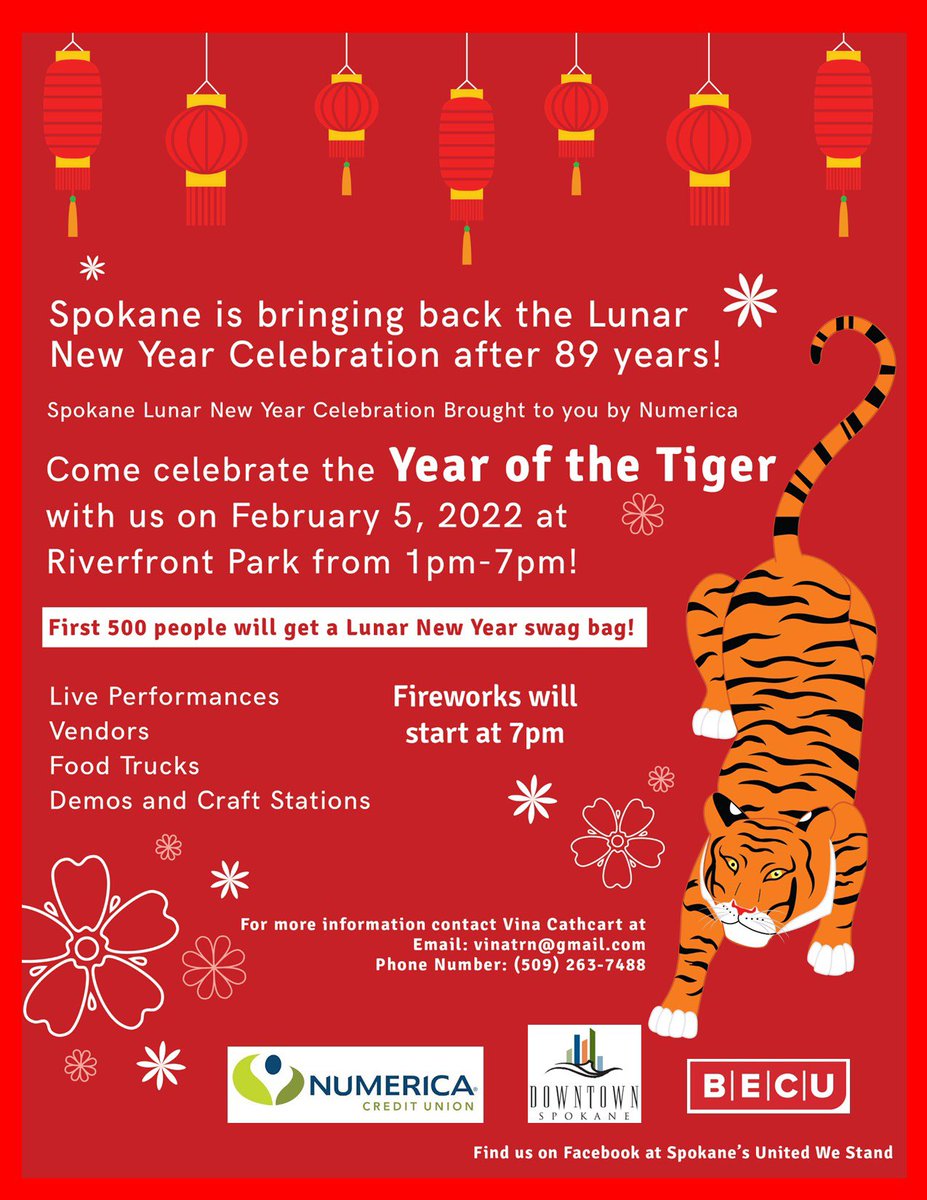 Spokane is bringing back the Lunar
New Year Celebration after 89 years!
Spokane Lunar New Year Celebration Brought to you by Numerica
Come celebrate the Year of the Tiger
with us on February 5, 2022 at
Riverfront Park from 1pm-7pm!
First 500 people will get a Lunar New Year swag bag!
Live Performances
Vendors
Food Trucks
Demos and Craft Stations
Fireworks will
start at 7pm
For more information contact Vina Cathcart at
Email: vinatrn@gmail.com
Phone Number: (509) 263-7488
NUMERICA®
CREDIT UNION
DOWNTOWN
SPOKANE
B|E|C|U
Find us on Facebook at Spokane's United We Stand